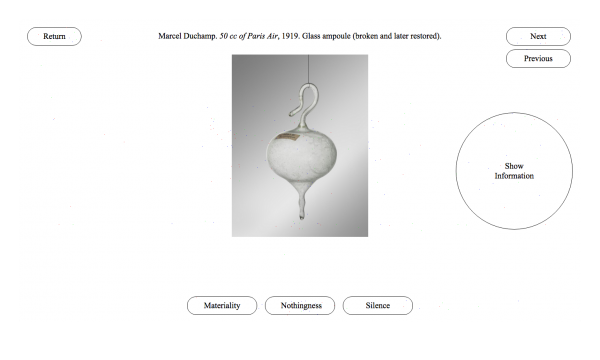 Return
Marcel Duchamp. 50 cc of Paris Air, 1919. Glass ampoule (broken and later restored).
Next
Previous
Show
Information
Materiality
Nothingness
Silence